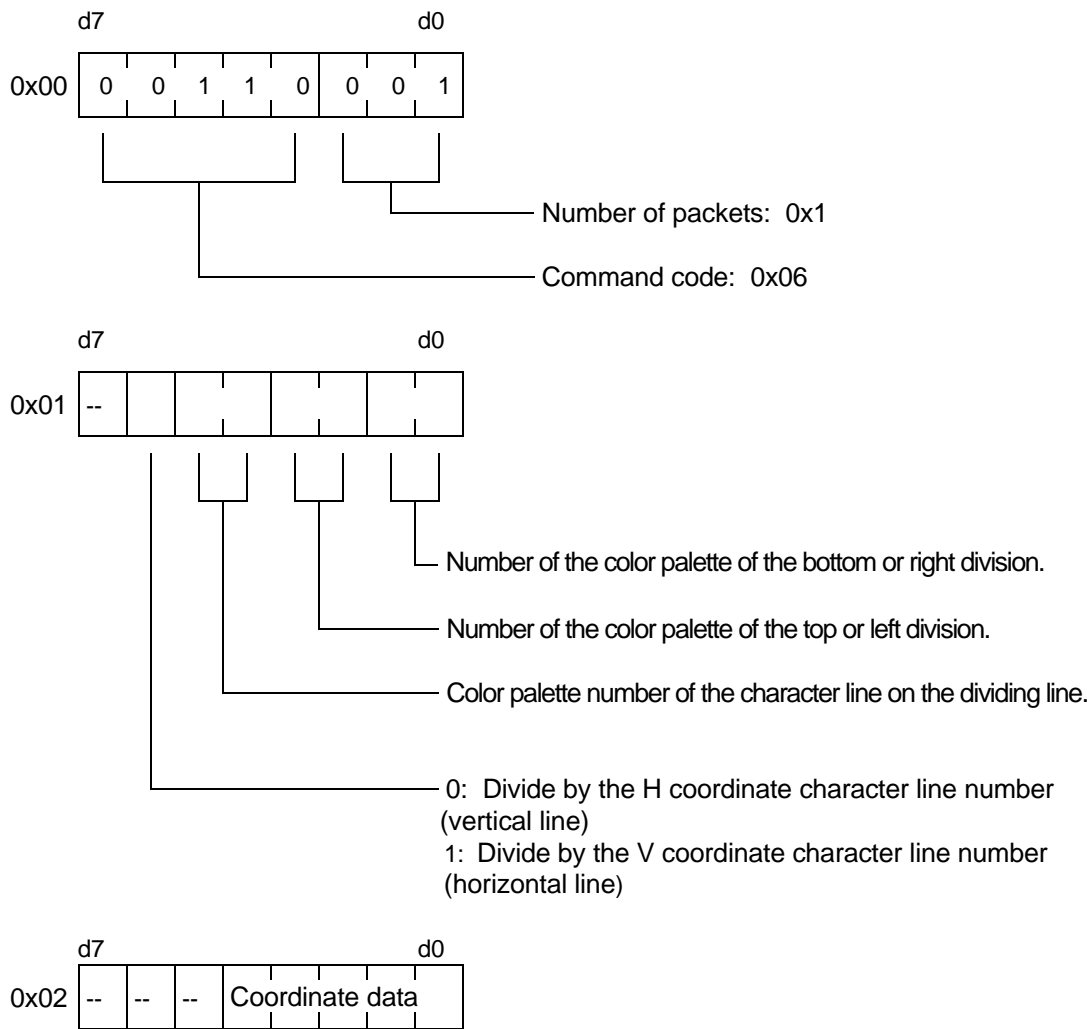 d7 d0
0x00 0 0 1 1 0 0 0 1
Number of packets: 0x1
Command code: 0x06
d7 d0
0x01 --
Number of the color palette of the bottom or right division.
Number of the color palette of the top or left division.
Color palette number of the character line on the dividing line.
0: Divide by the H coordinate character line number
(vertical line)
1: Divide by the V coordinate character line number
(horizontal line)
d7 d0
0x02 -- -- -- Coordinate data